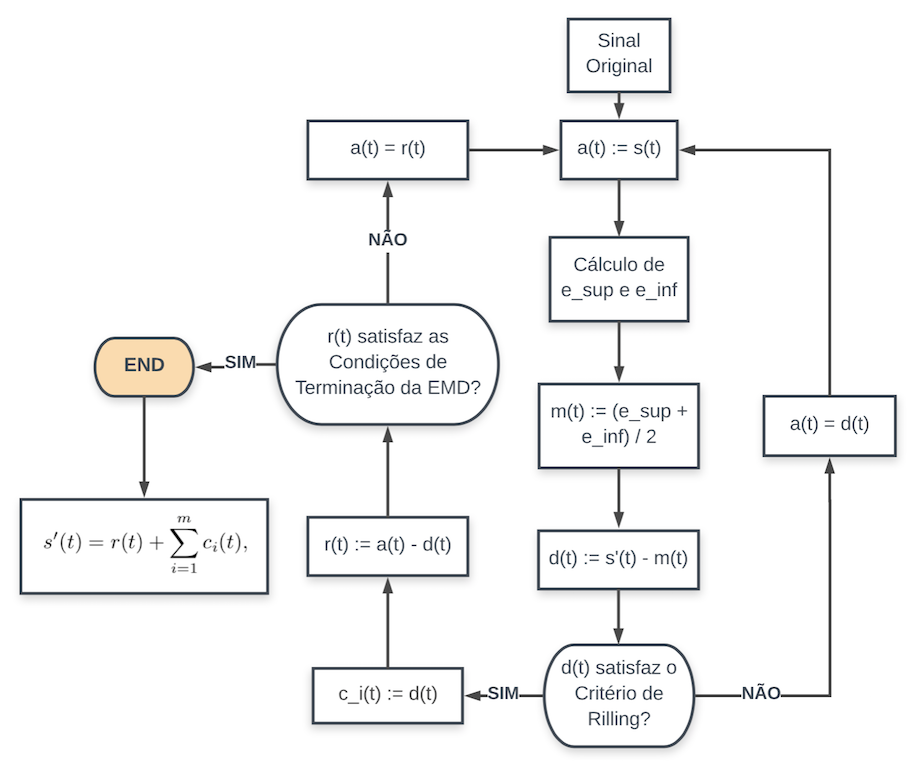 Sinal
Original
a(t) = r(t)
a(t) := s(t)
NÃO
Cálculo de
e_sup e e_inf
r(t) satisfaz as
Condições de
Terminação da EMD?
SIM
END
m(t) := (e_sup +
e_inf) / 2
a(t) = d(t)
s′(t) = r(t) + ∑_{i=1}^{m} c_i(t),
r(t) := a(t) - d(t)
d(t) := s'(t) - m(t)
c_i(t) := d(t)
SIM
d(t) satisfaz o
Critério de
Rilling?
NÃO